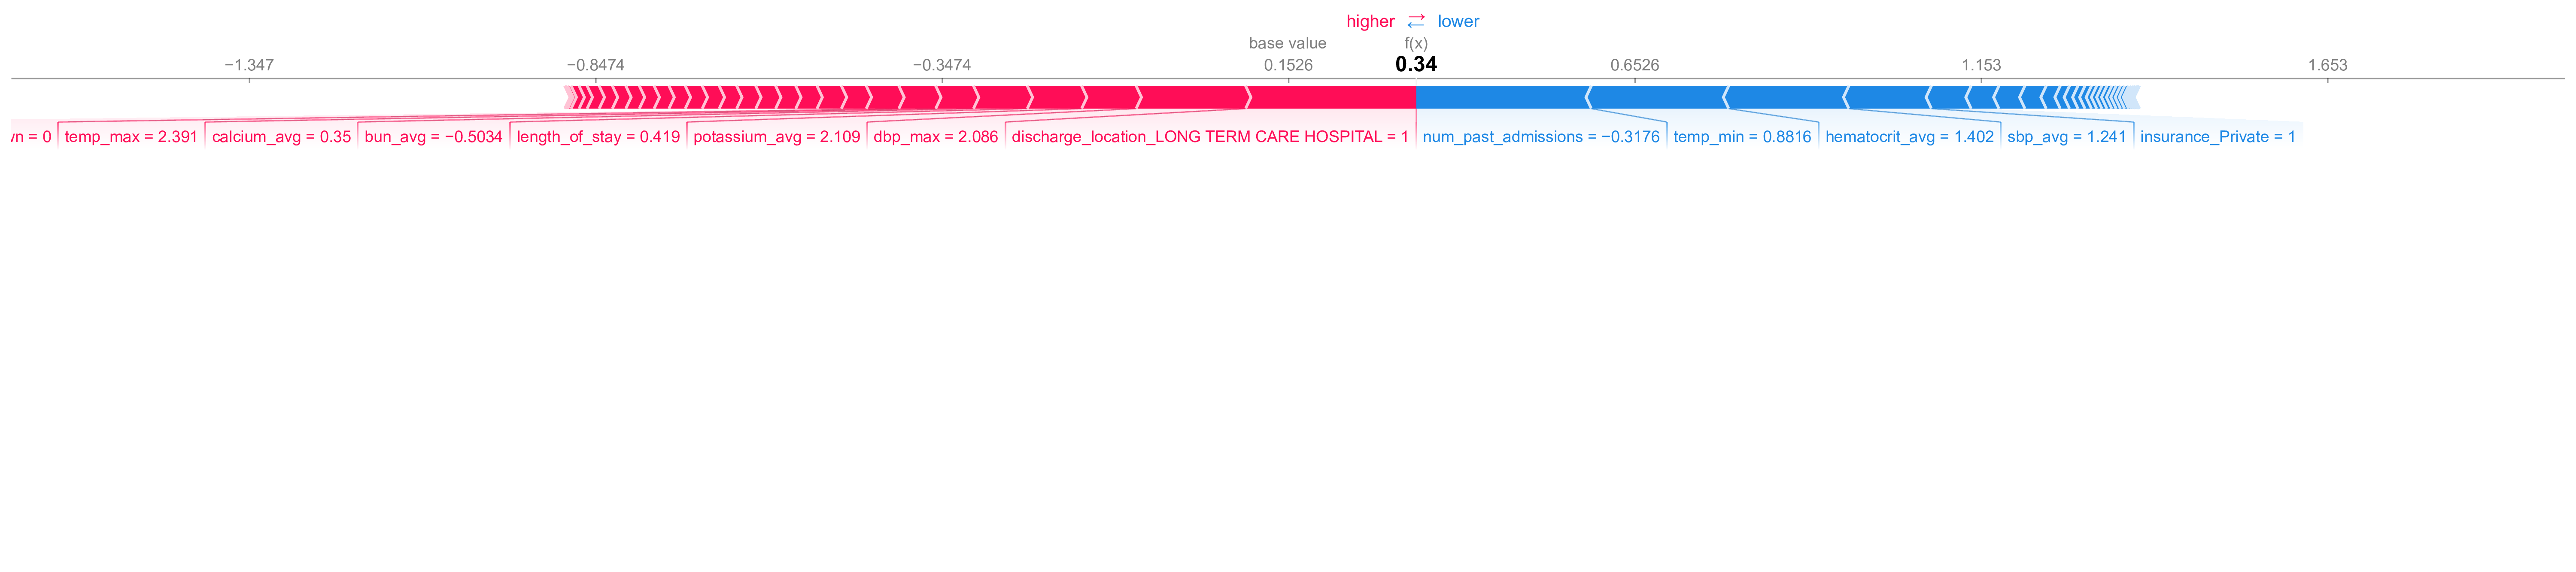 higher ⇄ lower
base value f(x)
−1.347 −0.8474 −0.3474 0.1526 0.34 0.6526 1.153 1.653
= 0 temp_max = 2.391 calcium_avg = 0.35 bun_avg = −0.5034 length_of_stay = 0.419 potassium_avg = 2.109 dbp_max = 2.086 discharge_location_LONG TERM CARE HOSPITAL = 1 num_past_admissions = −0.3176 temp_min = 0.8816 hematocrit_avg = 1.402 sbp_avg = 1.241 insurance_Private = 1